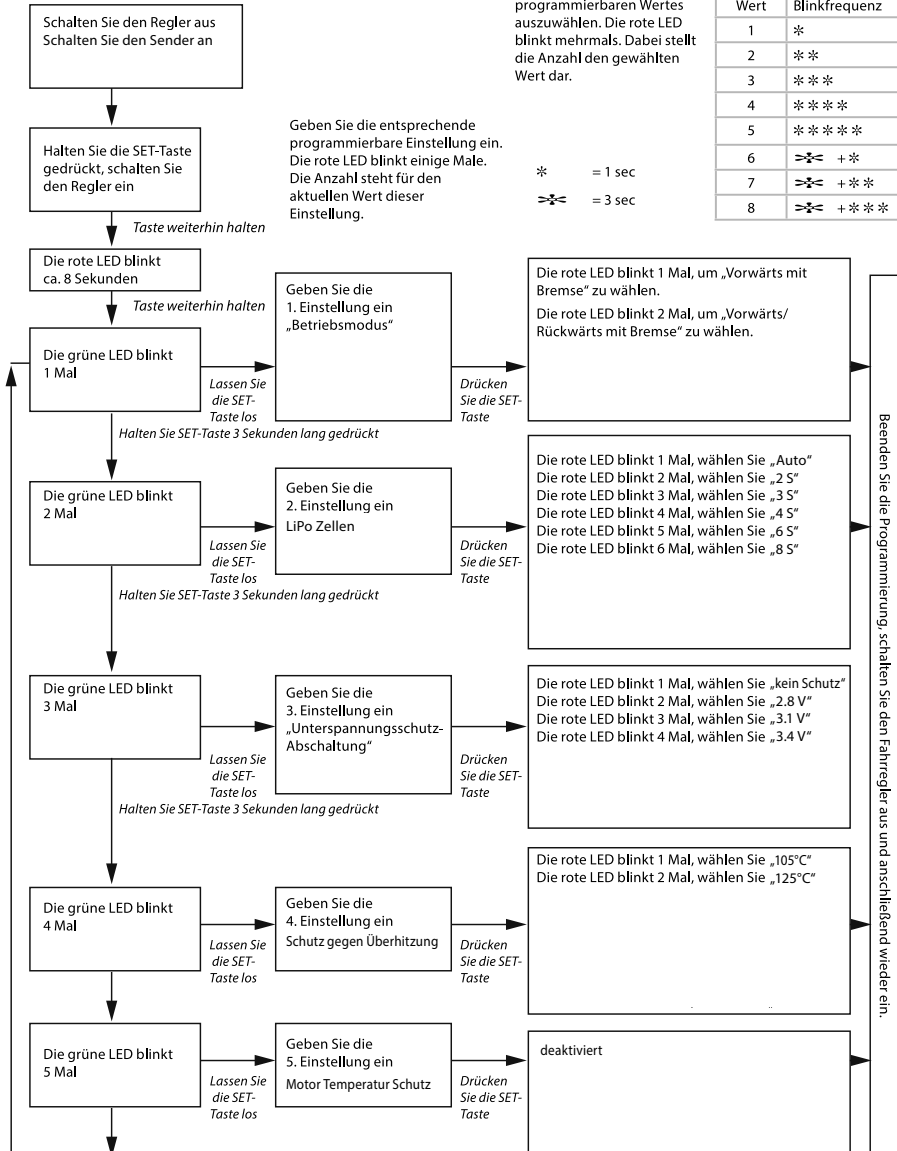 programmierbaren Wertes
auszuwählen. Die rote LED
blinkt mehrmals. Dabei stellt
die Anzahl den gewählten
Wert dar.
Wert Blinkfrequenz
1 *
2 **
3 ***
4 ****
5 *****
6 >*< + *
7 >*< + **
8 >*< + ***
Schalten Sie den Regler aus
Schalten Sie den Sender an
Halten Sie die SET-Taste
gedrückt, schalten Sie
den Regler ein
Geben Sie die entsprechende
programmierbare Einstellung ein.
Die rote LED blinkt einige Male.
Die Anzahl steht für den
aktuellen Wert dieser
Einstellung.
* = 1 sec
>*< = 3 sec
Taste weiterhin halten
Die rote LED blinkt
ca. 8 Sekunden
Taste weiterhin halten
Die grüne LED blinkt
1 Mal
Lassen Sie
die SET-
Taste los
Geben Sie die
1. Einstellung ein
„Betriebsmodus“
Drücken
Sie die SET-
Taste
Die rote LED blinkt 1 Mal, um „Vorwärts mit
Bremse“ zu wählen.
Die rote LED blinkt 2 Mal, um „Vorwärts/
Rückwärts mit Bremse“ zu wählen.
Halten Sie SET-Taste 3 Sekunden lang gedrückt
Die grüne LED blinkt
2 Mal
Lassen Sie
die SET-
Taste los
Geben Sie die
2. Einstellung ein
LiPo Zellen
Drücken
Sie die SET-
Taste
Die rote LED blinkt 1 Mal, wählen Sie „Auto“
Die rote LED blinkt 2 Mal, wählen Sie „2 S“
Die rote LED blinkt 3 Mal, wählen Sie „3 S“
Die rote LED blinkt 4 Mal, wählen Sie „4 S“
Die rote LED blinkt 5 Mal, wählen Sie „6 S“
Die rote LED blinkt 6 Mal, wählen Sie „8 S“
Halten Sie SET-Taste 3 Sekunden lang gedrückt
Die grüne LED blinkt
3 Mal
Lassen Sie
die SET-
Taste los
Geben Sie die
3. Einstellung ein
„Unterspannungsschutz-
Abschaltung“
Drücken
Sie die SET-
Taste
Die rote LED blinkt 1 Mal, wählen Sie „kein Schutz“
Die rote LED blinkt 2 Mal, wählen Sie „2.8 V“
Die rote LED blinkt 3 Mal, wählen Sie „3.1 V“
Die rote LED blinkt 4 Mal, wählen Sie „3.4 V“
Halten Sie SET-Taste 3 Sekunden lang gedrückt
Die grüne LED blinkt
4 Mal
Lassen Sie
die SET-
Taste los
Geben Sie die
4. Einstellung ein
Schutz gegen Überhitzung
Drücken
Sie die SET-
Taste
Die rote LED blinkt 1 Mal, wählen Sie „105°C“
Die rote LED blinkt 2 Mal, wählen Sie „125°C“
Die grüne LED blinkt
5 Mal
Lassen Sie
die SET-
Taste los
Geben Sie die
5. Einstellung ein
Motor Temperatur Schutz
Drücken
Sie die SET-
Taste
deaktiviert
Beenden Sie die Programmierung, schalten Sie den Fahrregler aus und anschließend wieder ein.